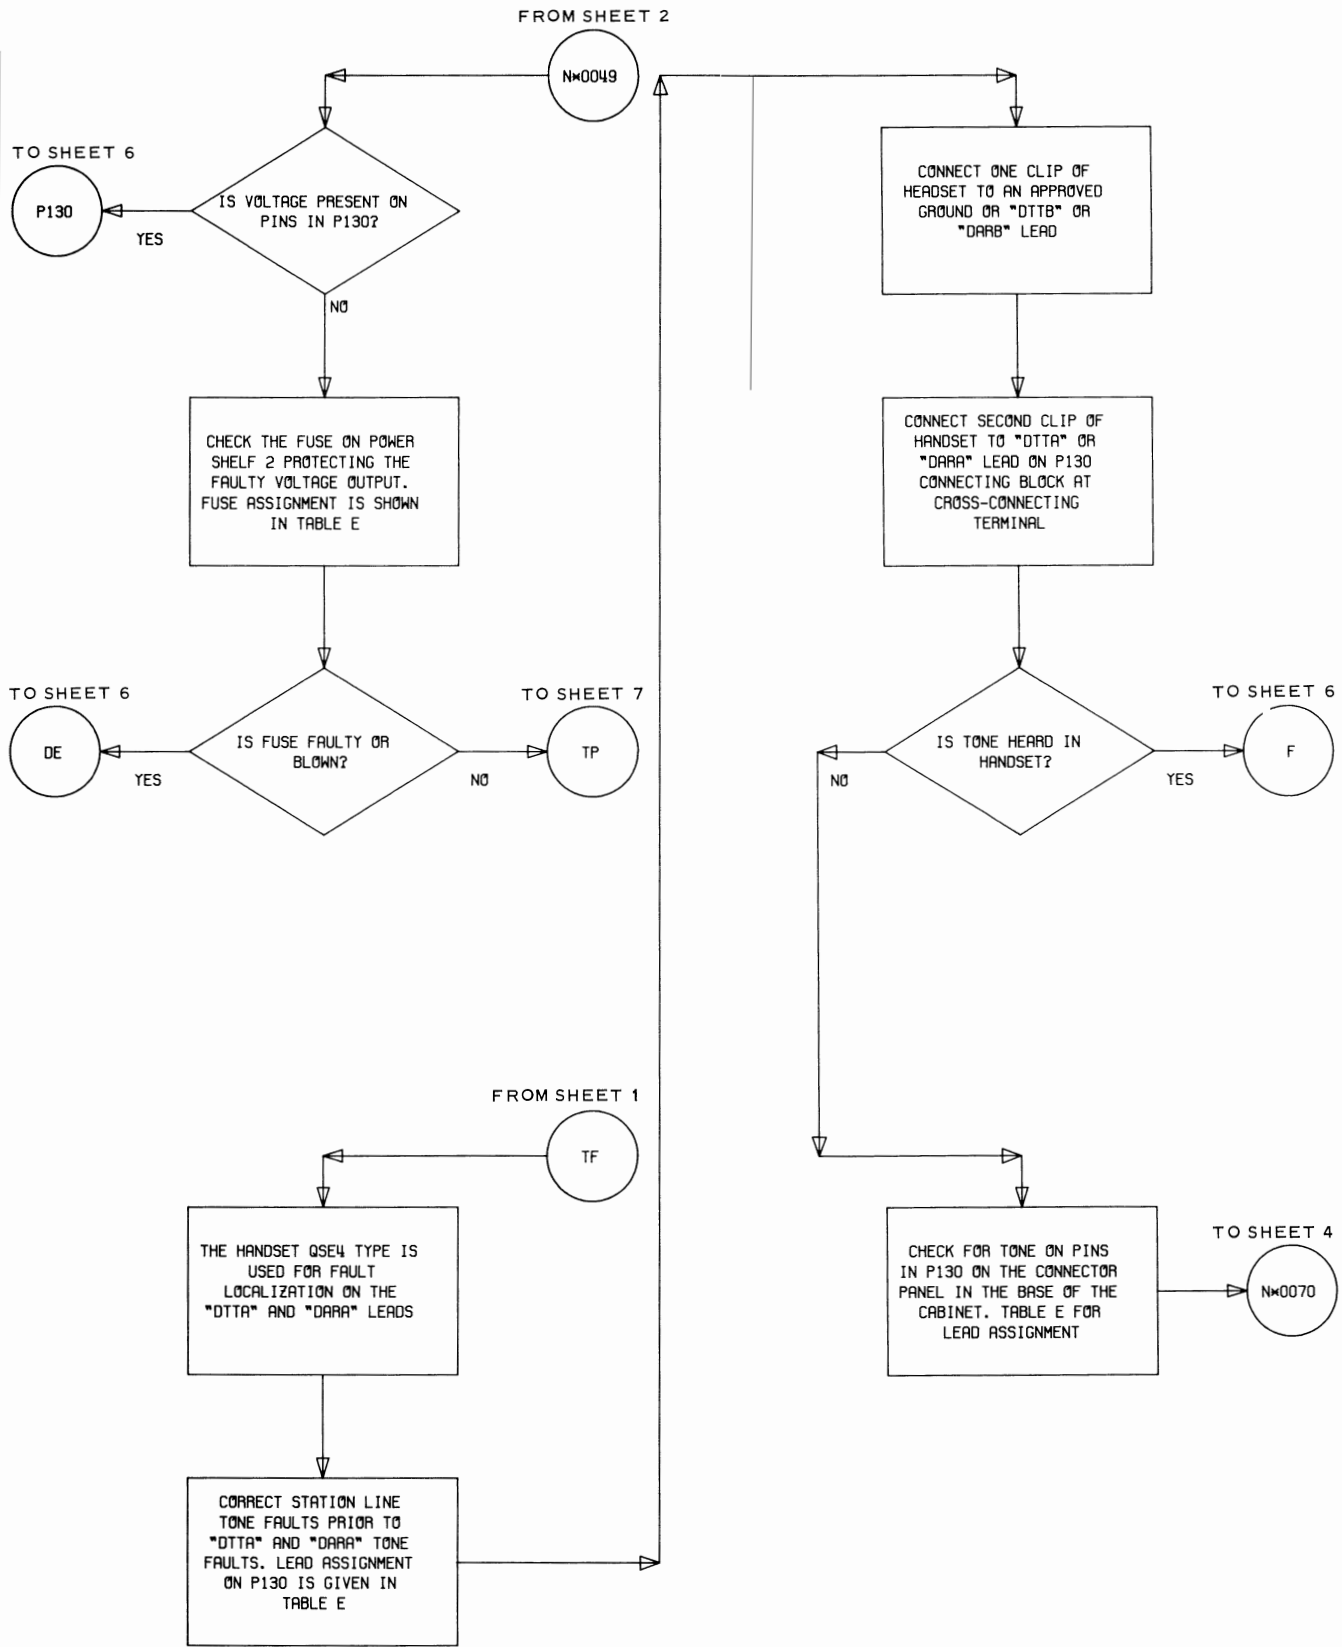 FROM SHEET 2
N*0049
TO SHEET 6
P130
YES
IS VOLTAGE PRESENT ON
PINS IN P130?
NO
CHECK THE FUSE ON POWER
SHELF 2 PROTECTING THE
FAULTY VOLTAGE OUTPUT.
FUSE ASSIGNMENT IS SHOWN
IN TABLE E
TO SHEET 6
DE
YES
IS FUSE FAULTY OR
BLOWN?
NO
TO SHEET 7
TP
FROM SHEET 1
TF
THE HANDSET QSE4 TYPE IS
USED FOR FAULT
LOCALIZATION ON THE
"DTTA" AND "DARA" LEADS
CORRECT STATION LINE
TONE FAULTS PRIOR TO
"DTTA" AND "DARA" TONE
FAULTS. LEAD ASSIGNMENT
ON P130 IS GIVEN IN
TABLE E
CONNECT ONE CLIP OF
HEADSET TO AN APPROVED
GROUND OR "DTTB" OR
"DARB" LEAD
CONNECT SECOND CLIP OF
HANDSET TO "DTTA" OR
"DARA" LEAD ON P130
CONNECTING BLOCK AT
CROSS-CONNECTING
TERMINAL
IS TONE HEARD IN
HANDSET?
NO
YES
TO SHEET 6
F
CHECK FOR TONE ON PINS
IN P130 ON THE CONNECTOR
PANEL IN THE BASE OF THE
CABINET. TABLE E FOR
LEAD ASSIGNMENT
TO SHEET 4
N*0070